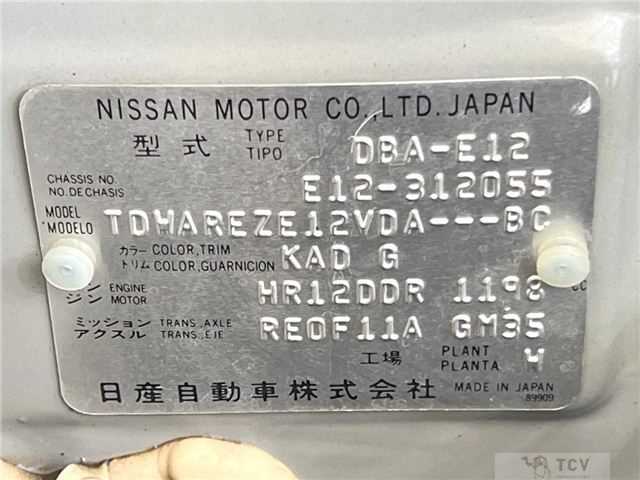 NISSAN MOTOR CO.,LTD. JAPAN
型式 TYPE TIPO DBA-E12
CHASSIS NO. NO.DE CHASIS E12-312055
MODEL MODELO TDHAREZE12VDA---BC
カラー COLOR,TRIM
トリム COLOR,GUARNICION KAD G
ジン ENGINE MOTOR HR12DDR 1198 CC
ミッション TRANS.,AXLE
アクスル TRANS.,EJE RE0F11A GM35
工場 PLANT PLANTA H
日産自動車株式会社 MADE IN JAPAN
89909
TCV